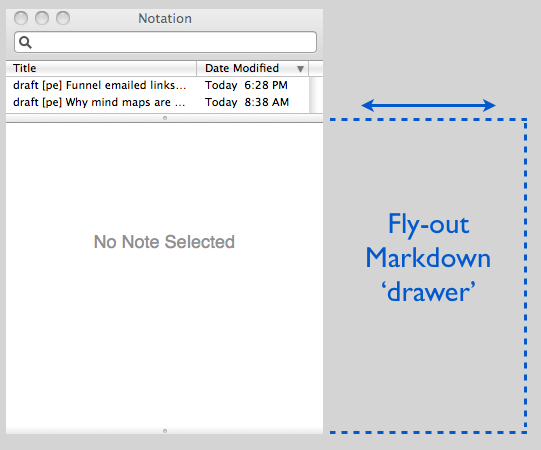 Notation
Title Date Modified
draft [pe] Funnel emailed links... Today 6:28 PM
draft [pe] Why mind maps are ... Today 8:38 AM
No Note Selected
Fly-out
Markdown
‘drawer’